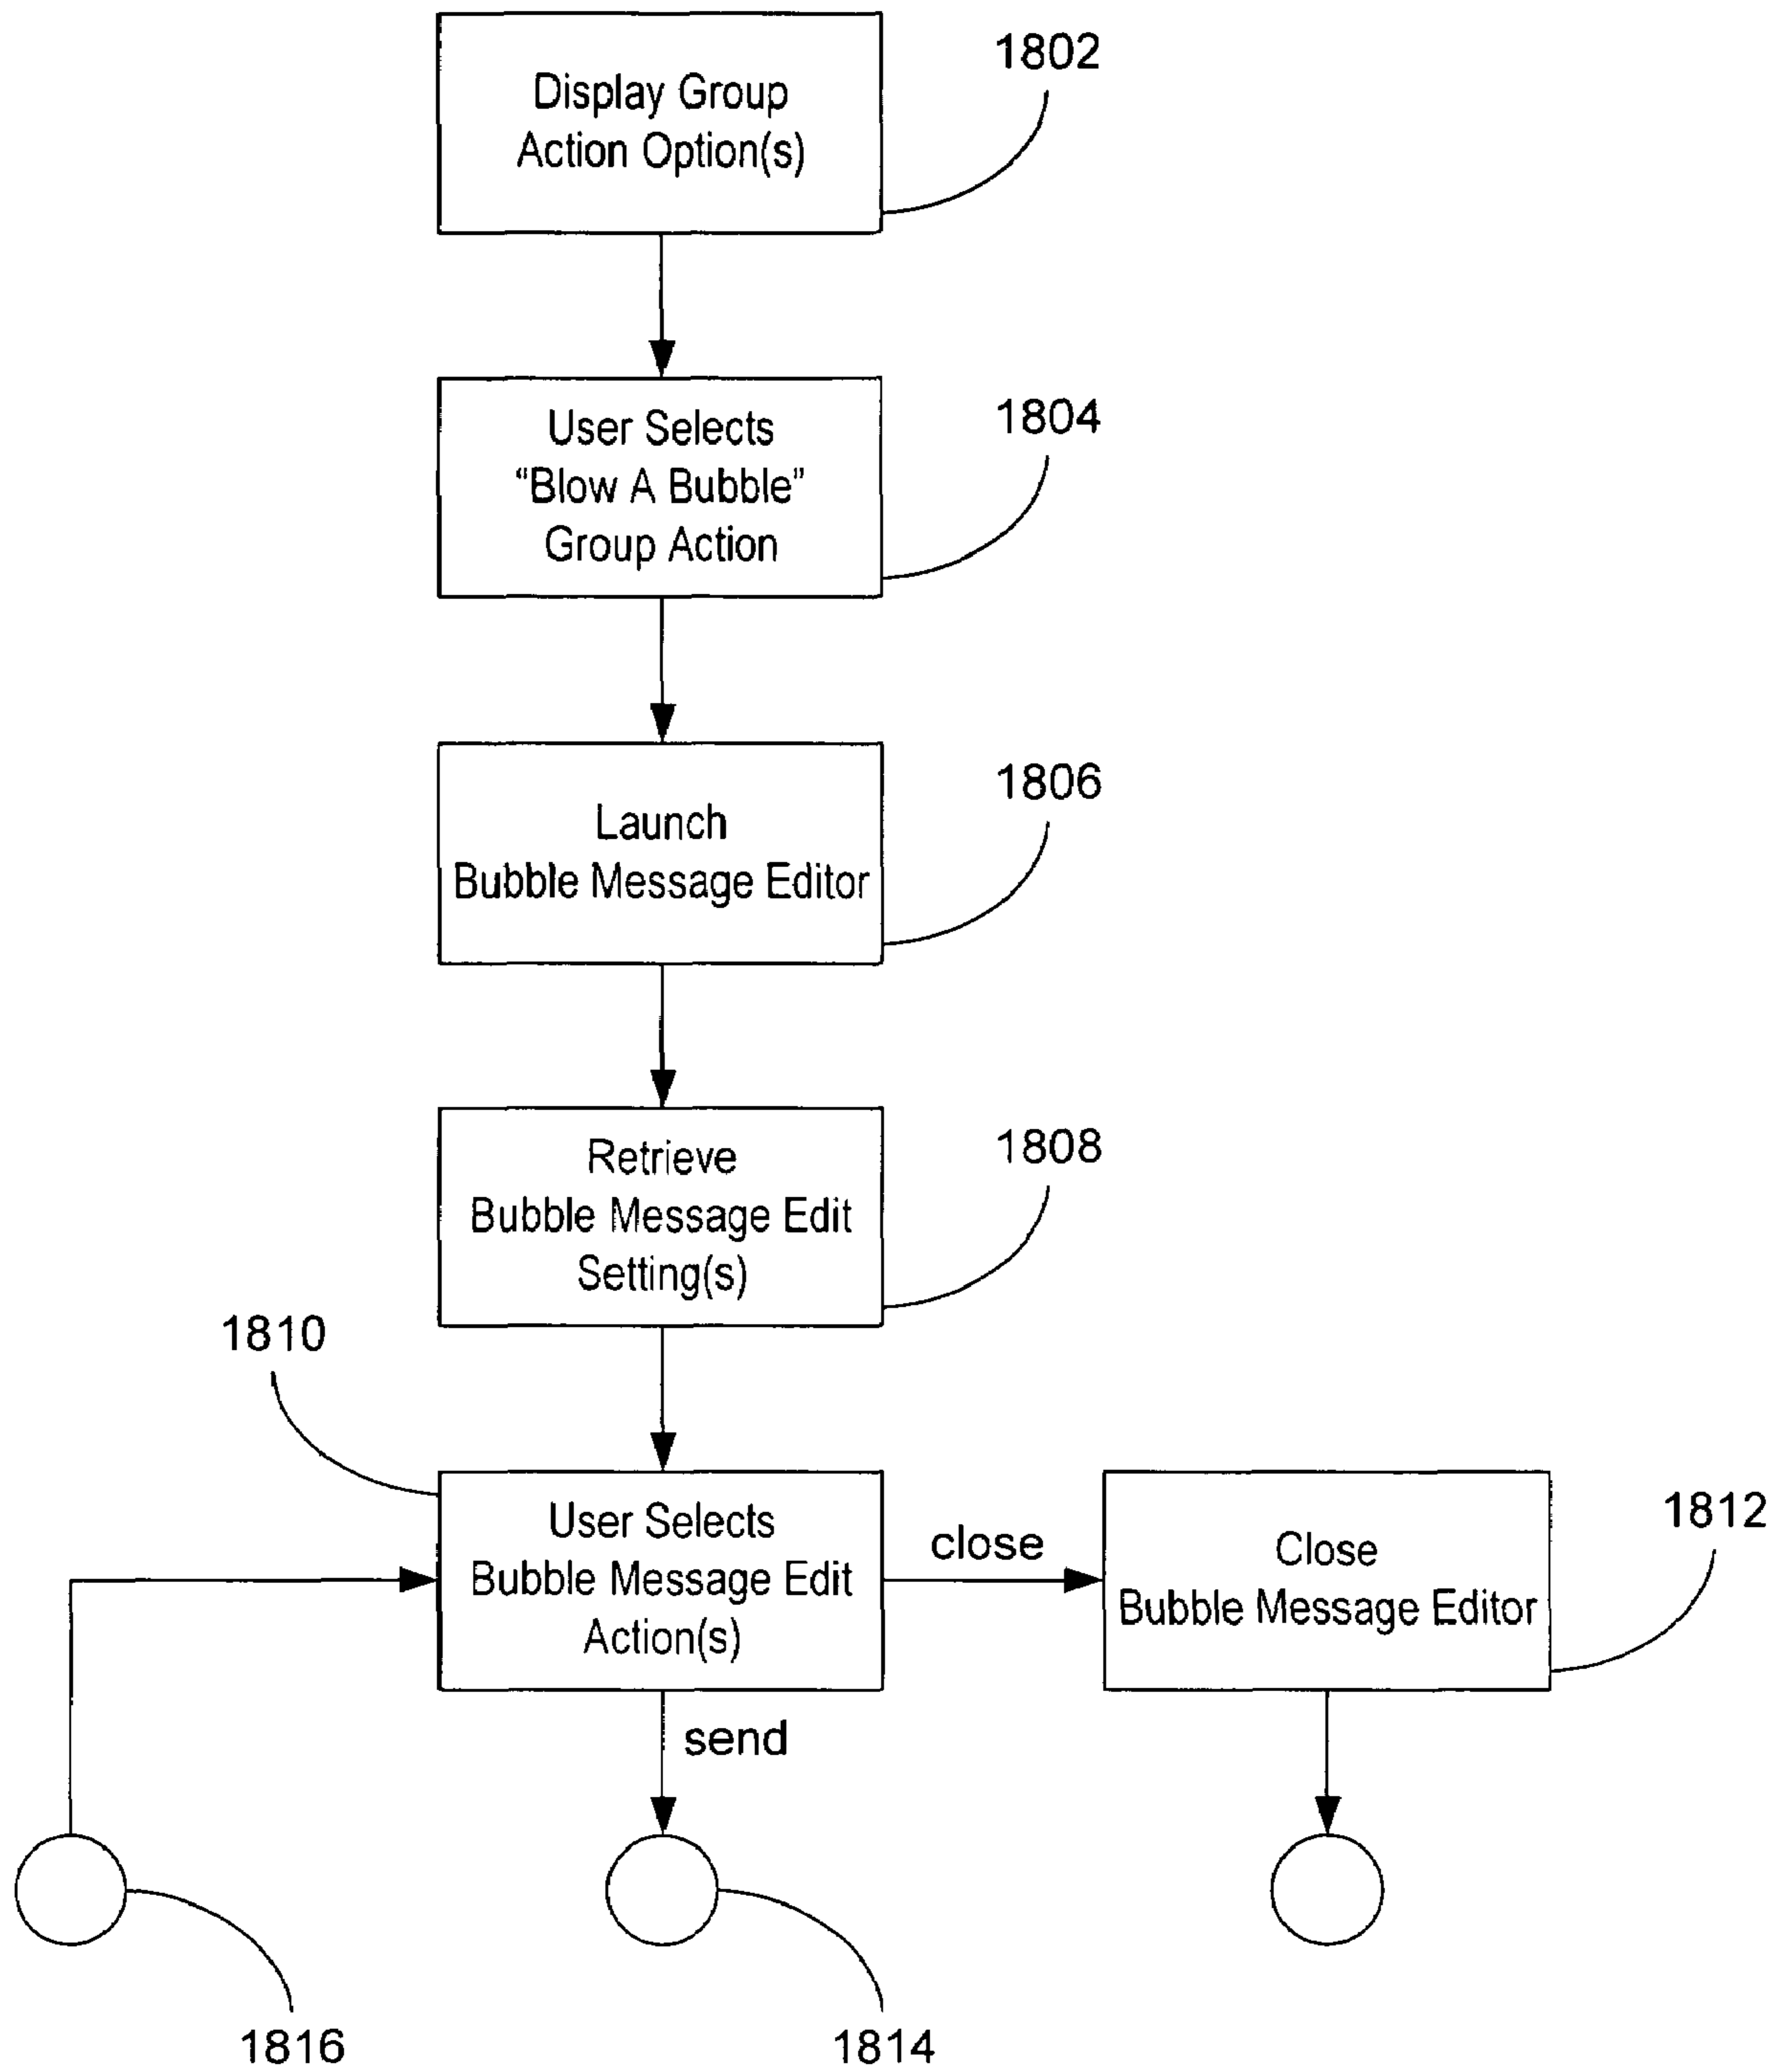 1802
Display Group
Action Option(s)
1804
User Selects
“Blow A Bubble”
Group Action
1806
Launch
Bubble Message Editor
1808
Retrieve
Bubble Message Edit
Setting(s)
1810
User Selects
Bubble Message Edit
Action(s)
close
1812
Close
Bubble Message Editor
send
1816
1814